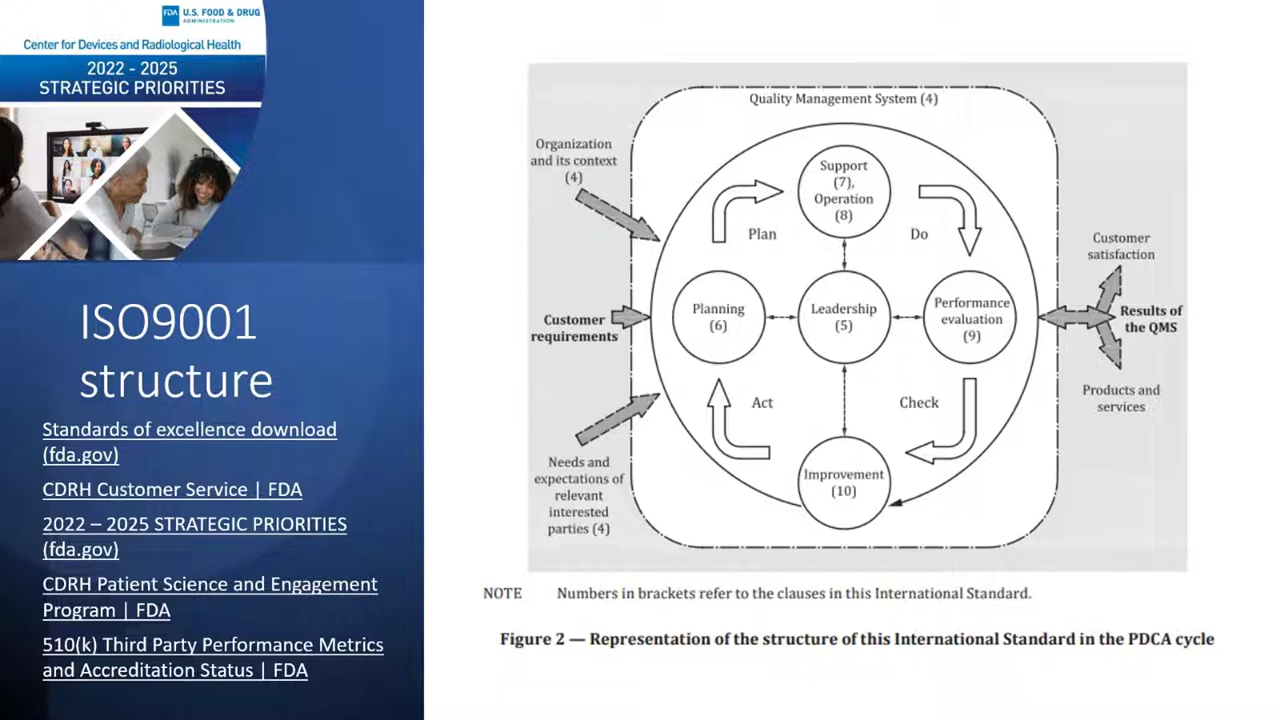 FDA
U.S. FOOD & DRUG
ADMINISTRATION
Center for Devices and Radiological Health
2022 - 2025
STRATEGIC PRIORITIES
ISO9001
structure
Standards of excellence download
(fda.gov)
CDRH Customer Service | FDA
2022 – 2025 STRATEGIC PRIORITIES
(fda.gov)
CDRH Patient Science and Engagement
Program | FDA
510(k) Third Party Performance Metrics
and Accreditation Status | FDA
Quality Management System (4)
Organization
and its context
(4)
Customer
requirements
Needs and
expectations of
relevant
interested
parties (4)
Support
(7),
Operation
(8)
Plan
Do
Planning
(6)
Leadership
(5)
Performance
evaluation
(9)
Act
Check
Improvement
(10)
Customer
satisfaction
Results of
the QMS
Products and
services
NOTE Numbers in brackets refer to the clauses in this International Standard.
Figure 2 — Representation of the structure of this International Standard in the PDCA cycle